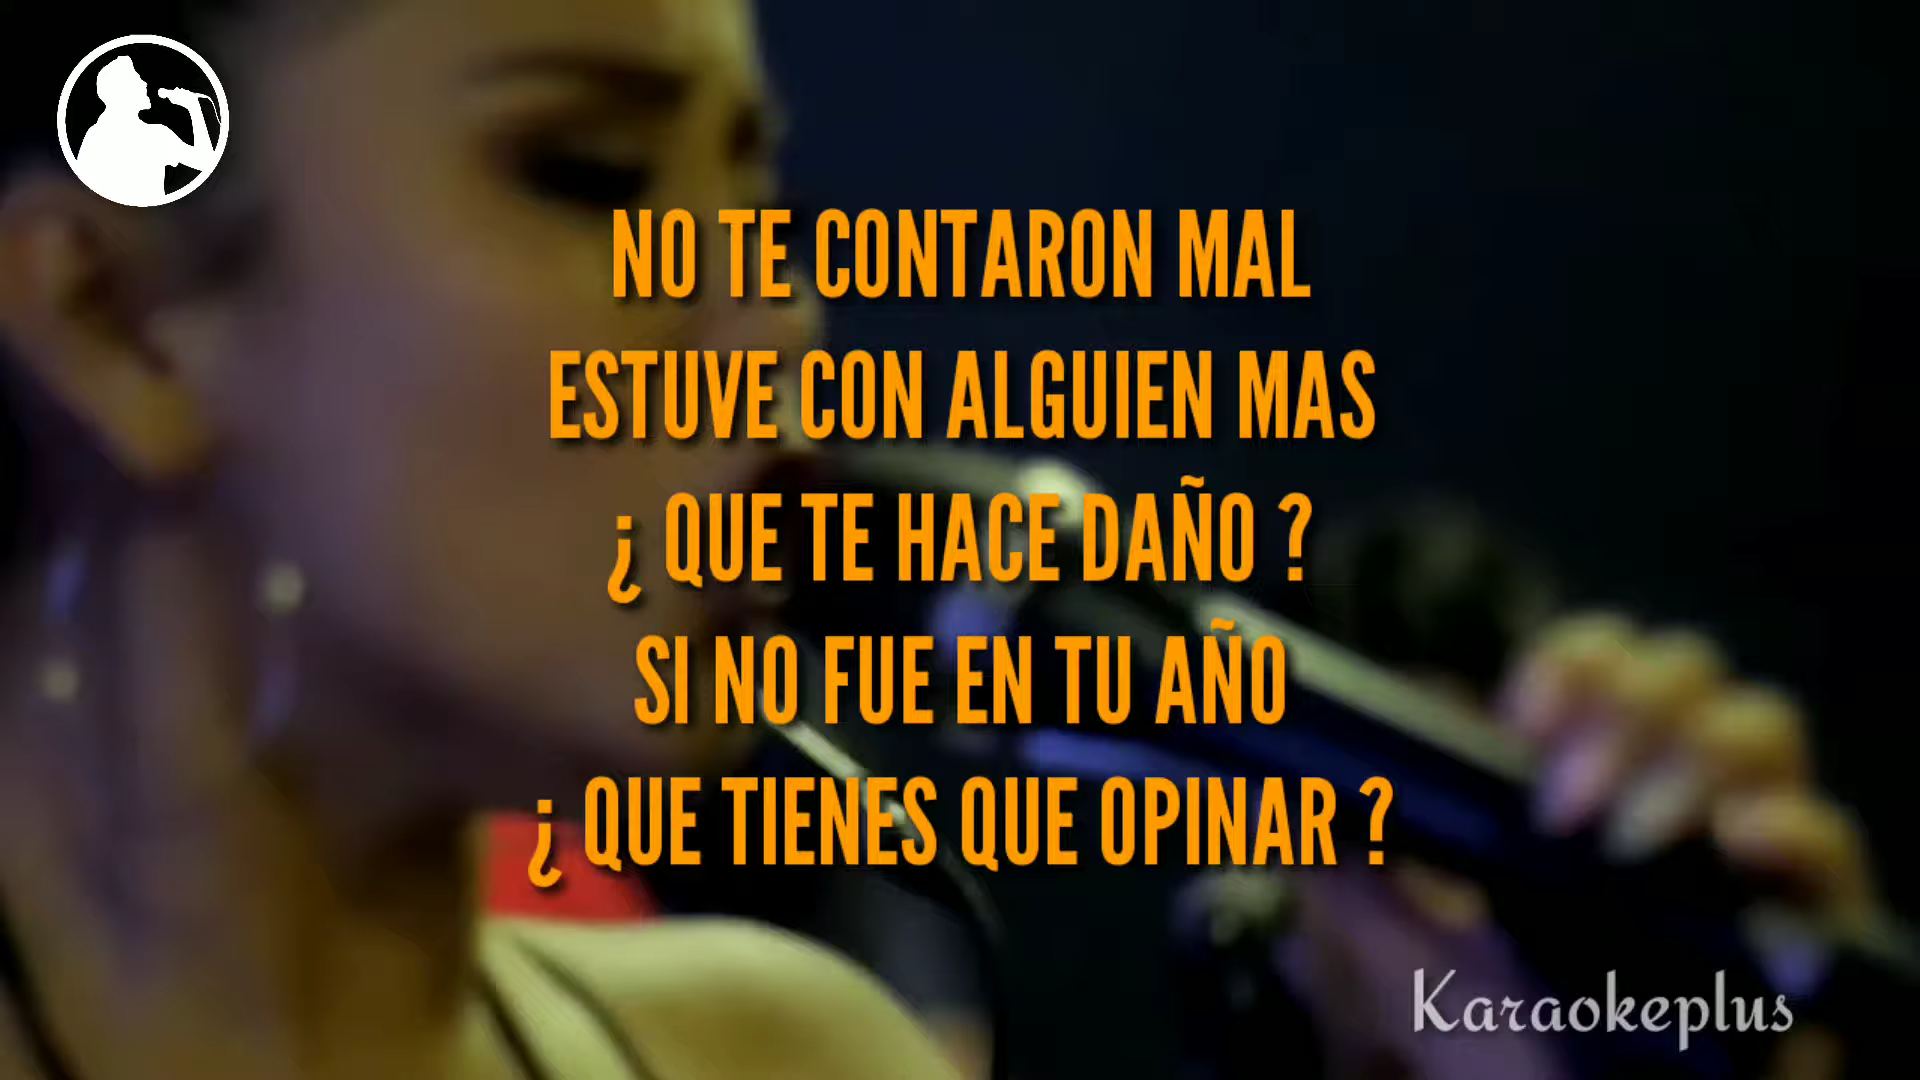 NO TE CONTARON MAL
ESTUVE CON ALGUIEN MAS
¿ QUE TE HACE DAÑO ?
SI NO FUE EN TU AÑO
¿ QUE TIENES QUE OPINAR ?
Karaokeplus